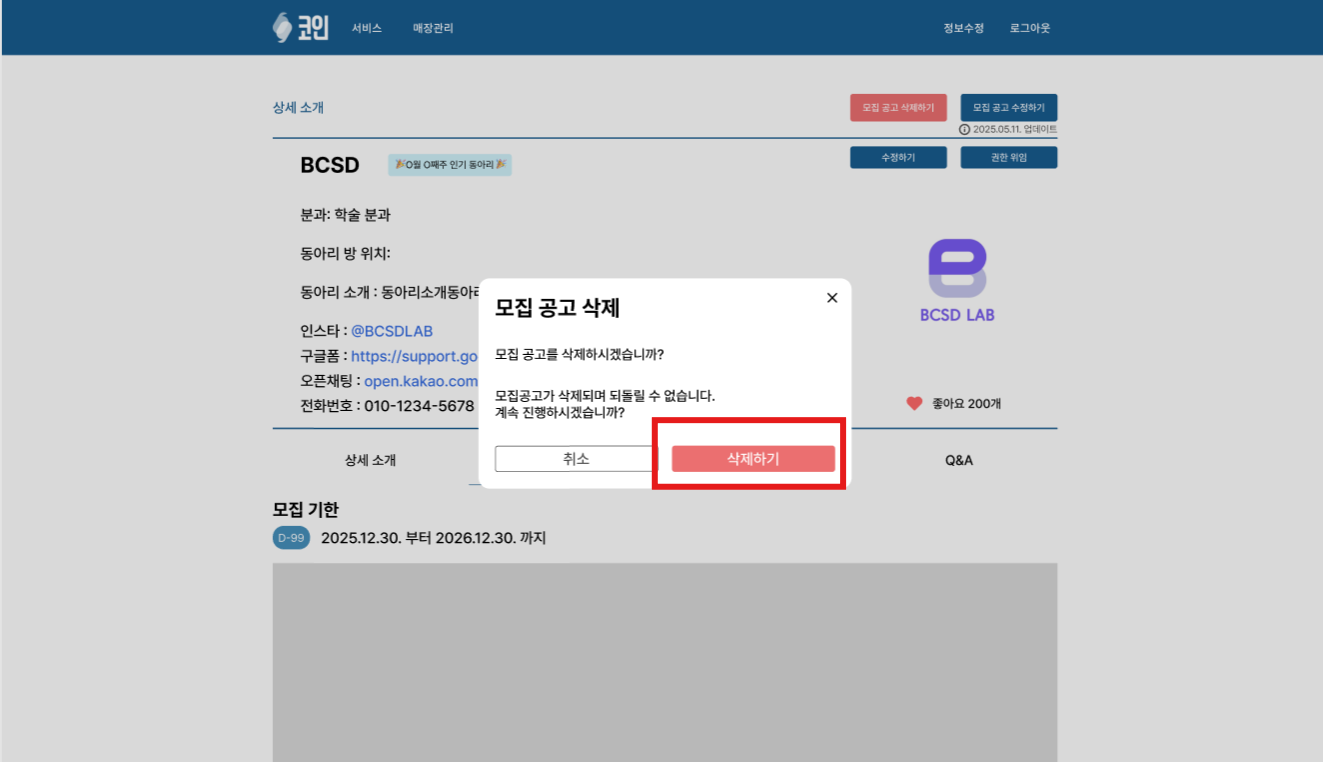 코인 서비스 매장관리 정보수정 로그아웃
상세 소개 모집 공고 삭제하기 모집 공고 수정하기
2025.05.11. 업데이트
BCSD 🎉O월 O째주 인기 동아리🎉 수정하기 권한 위임
분과: 학술 분과
동아리 방 위치:
동아리 소개 : 동아리소개동아리
인스타 : @BCSDLAB
구글폼 : https://support.go
오픈채팅 : open.kakao.com
전화번호 : 010-1234-5678
BCSD LAB
좋아요 200개
모집 공고 삭제
모집 공고를 삭제하시겠습니까?
모집공고가 삭제되며 되돌릴 수 없습니다.
계속 진행하시겠습니까?
취소 삭제하기
상세 소개 Q&A
모집 기한
D-99 2025.12.30. 부터 2026.12.30. 까지